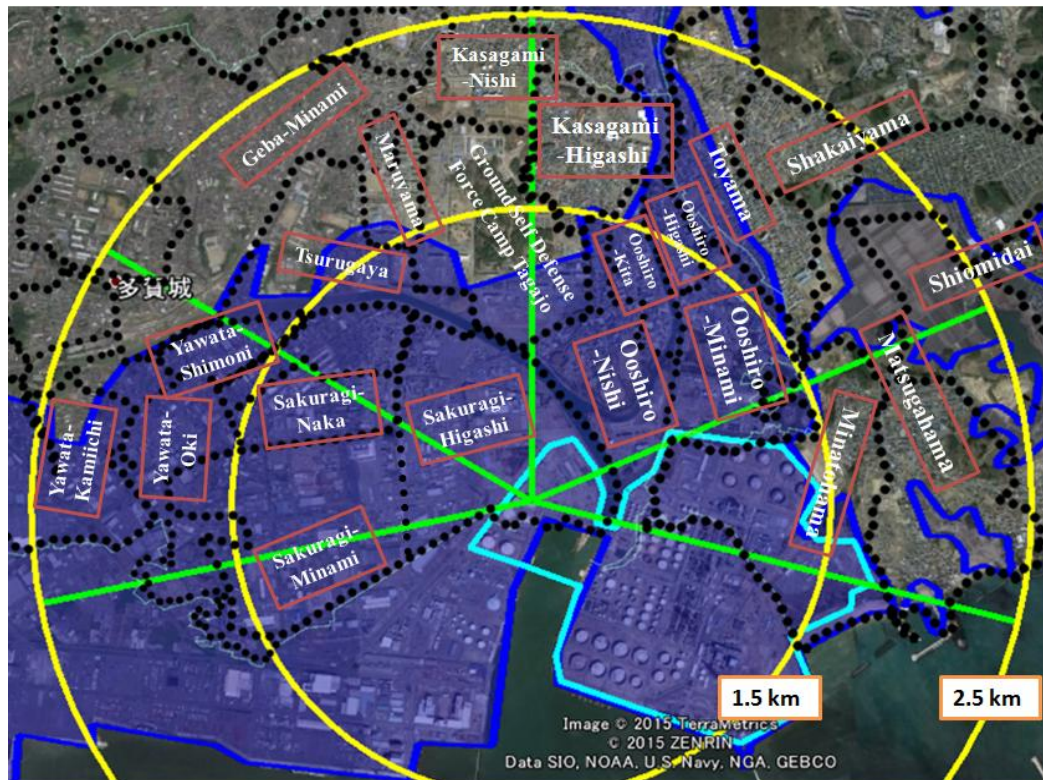 Kasagami
-Nishi
Geba-Minami
Maruyama
Ground Self Defense
Force Camp Tagajo
Kasagami
-Higashi
Toyama
Shakaiyama
Tsurugaya
Ooshiro
-Kita
Ooshiro
-Higashi
Shiomidai
多賀城
Yawata-
Shimoni
Ooshiro
-Nishi
Ooshiro
-Minami
Matsugahama
Yawata-
Kamiichi
Yawata-
Oki
Sakuragi-
Naka
Sakuragi-
Higashi
Minatohama
Sakuragi-
Minami
1.5 km
2.5 km
Image © 2015 TerraMetrics
© 2015 ZENRIN
Data SIO, NOAA, U.S. Navy, NGA, GEBCO